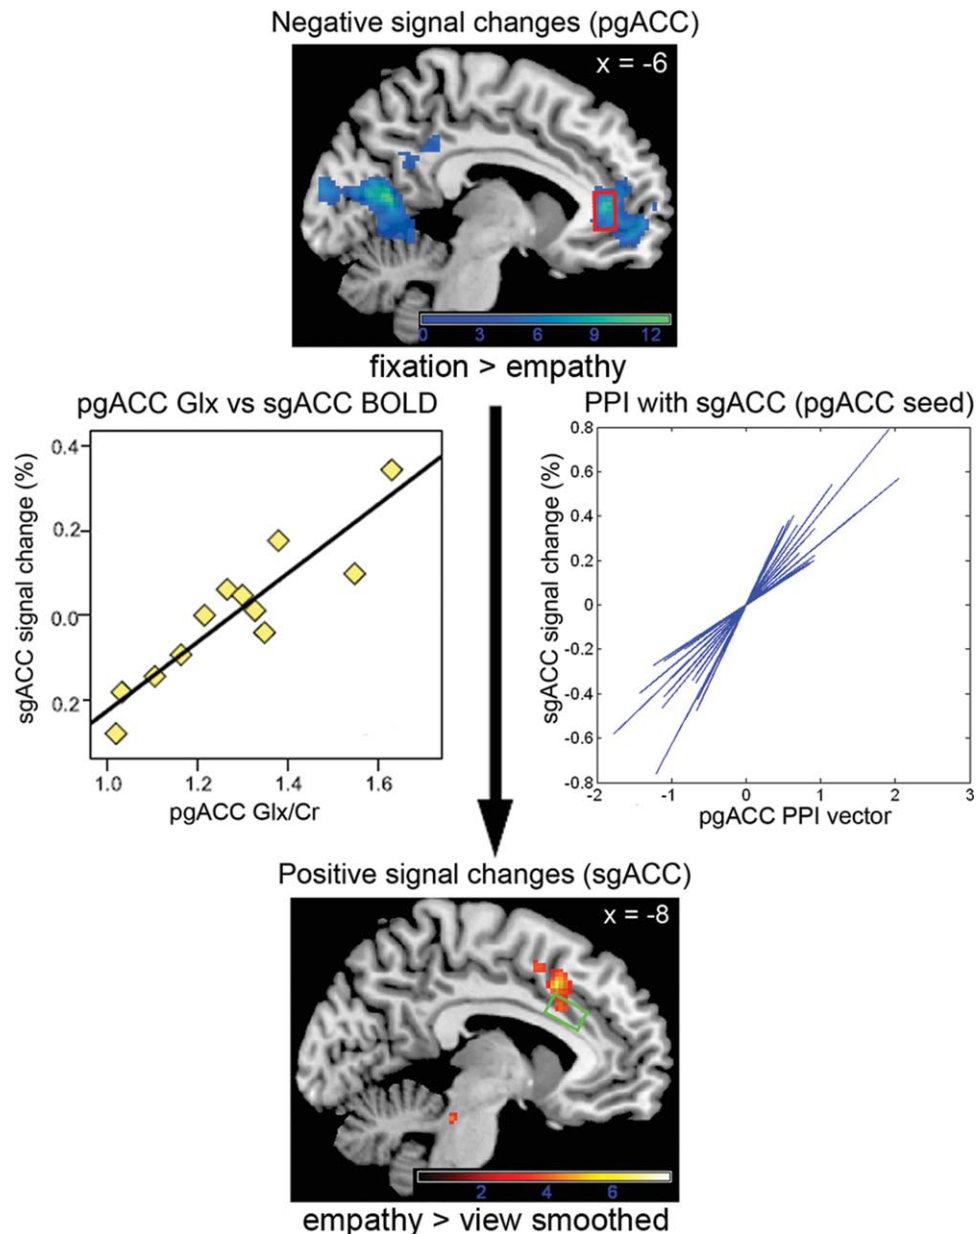 Negative signal changes (pgACC)
x = -6
0 3 6 9 12
fixation > empathy
pgACC Glx vs sgACC BOLD
sgACC signal change (%)
0.4
0.2
0.0
0.2
1.0 1.2 1.4 1.6
pgACC Glx/Cr
PPI with sgACC (pgACC seed)
sgACC signal change (%)
0.8
0.6
0.4
0.2
0
-0.2
-0.4
-0.6
-0.8
-2 -1 0 1 2 3
pgACC PPI vector
Positive signal changes (sgACC)
x = -8
2 4 6
empathy > view smoothed